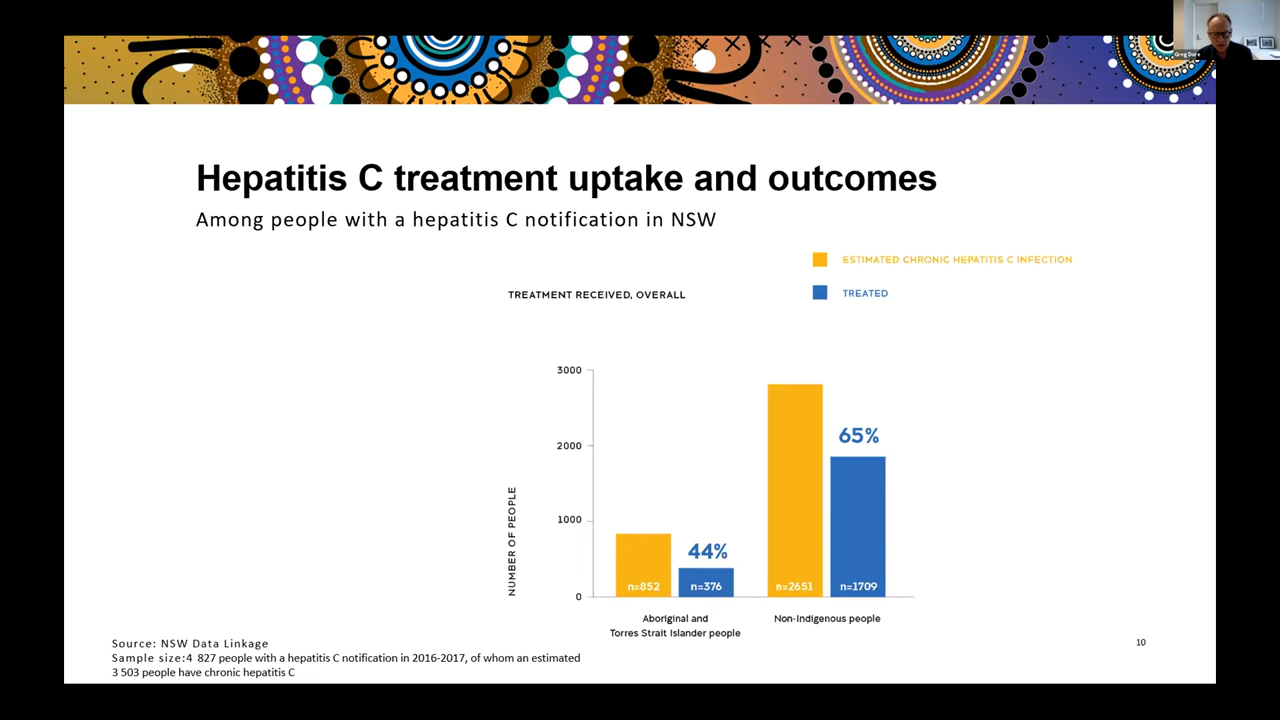 Greg Dore
Hepatitis C treatment uptake and outcomes
Among people with a hepatitis C notification in NSW
ESTIMATED CHRONIC HEPATITIS C INFECTION
TREATMENT RECEIVED, OVERALL
TREATED
3000
2000
1000
0
NUMBER OF PEOPLE
44%
65%
n=852
n=376
n=2651
n=1709
Aboriginal and
Torres Strait Islander people
Non-Indigenous people
Source: NSW Data Linkage
Sample size:4 827 people with a hepatitis C notification in 2016-2017, of whom an estimated
3 503 people have chronic hepatitis C
10